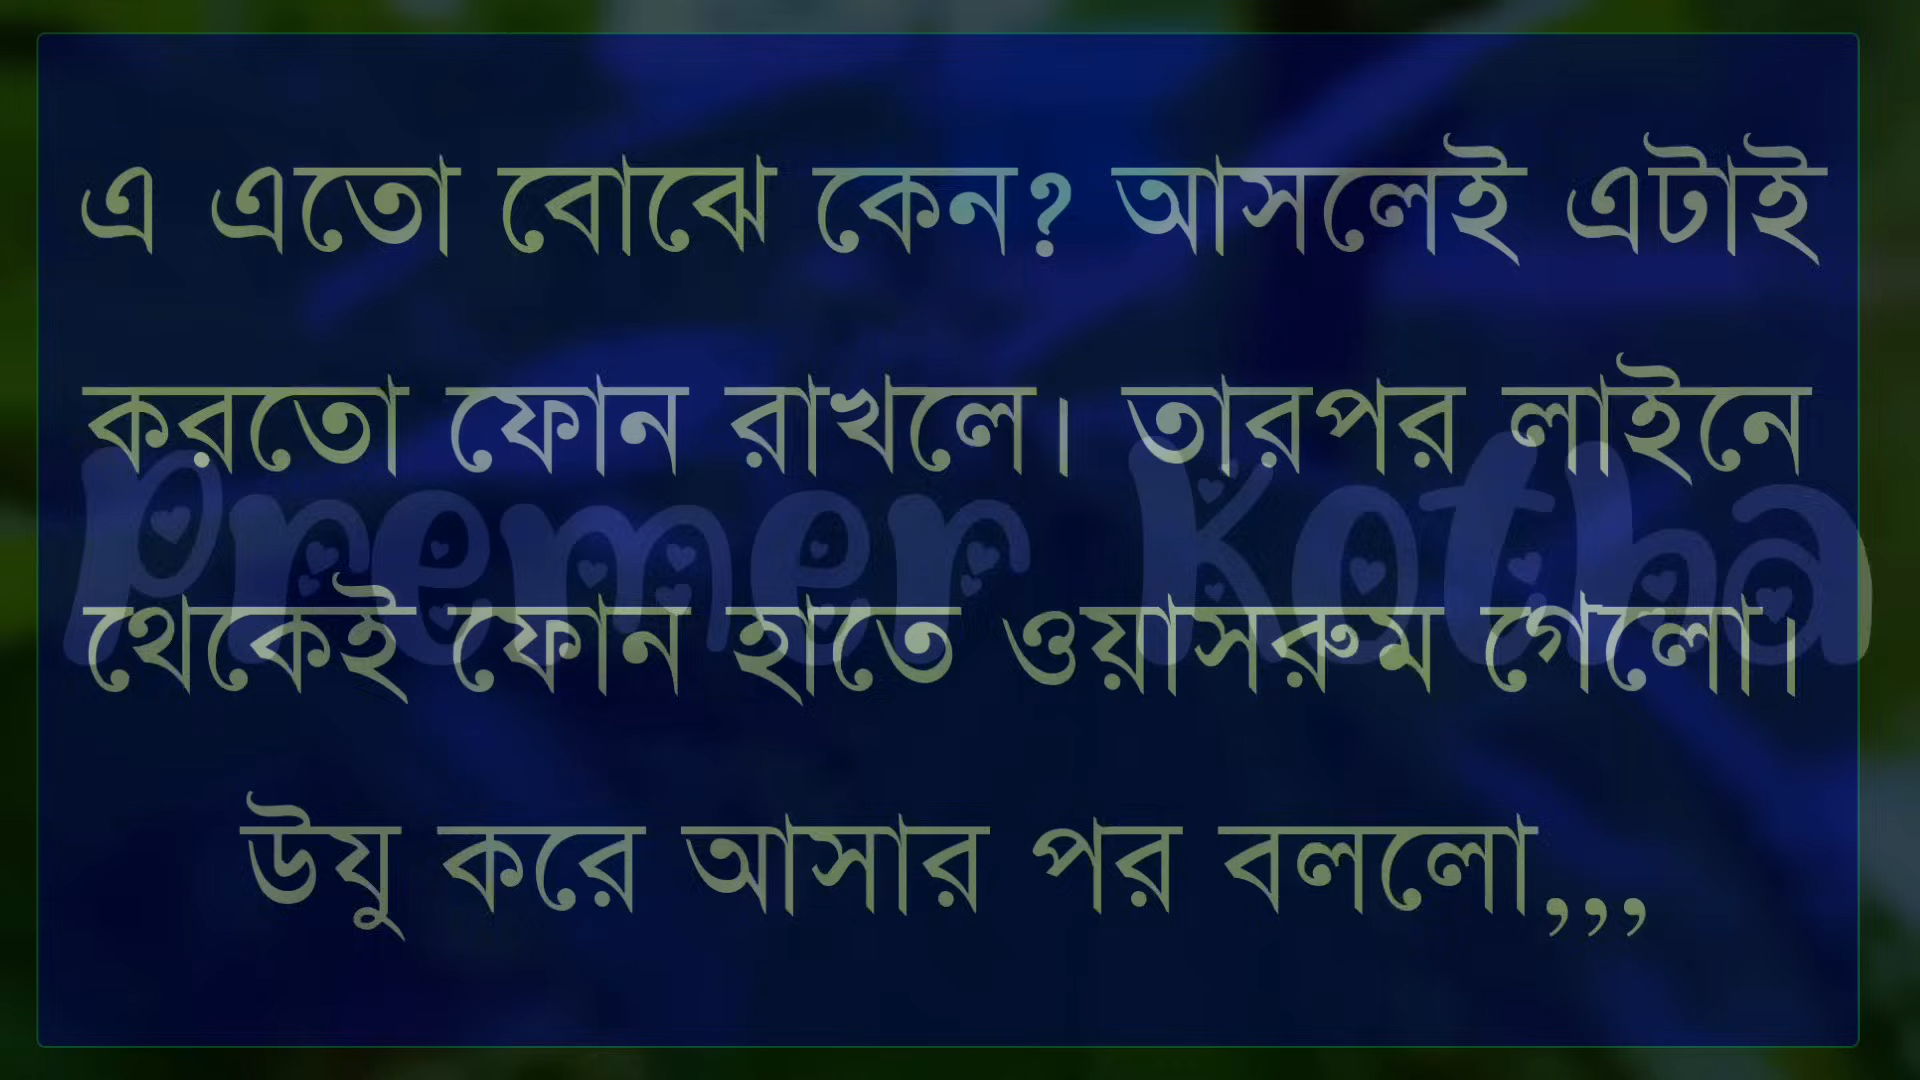 এ এতো বোঝে কেন? আসলেই এটাই
করতো ফোন রাখলে। তারপর লাইনে
Premer Kotha
থেকেই ফোন হাতে ওয়াসরুম গেলো।
উযু করে আসার পর বললো,,,